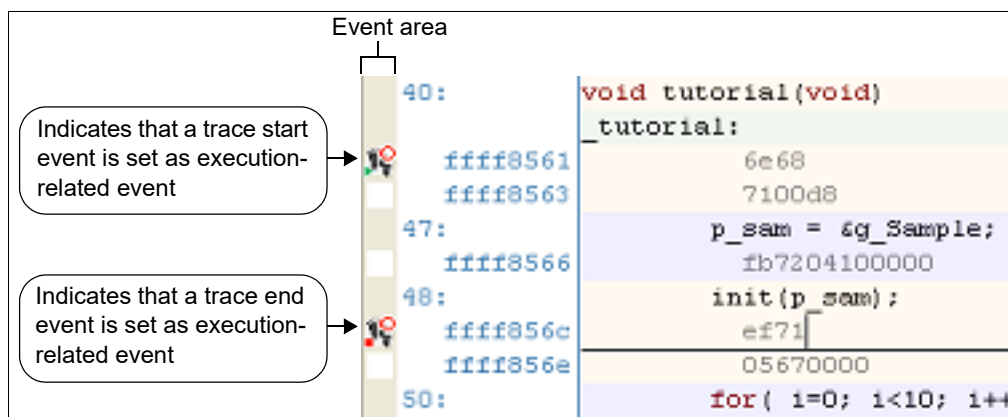 Event area
40: void tutorial(void)
_tutorial:
Indicates that a trace start
event is set as execution-
related event
ffff8561 6e68
ffff8563 7100d8
47: p_sam = &g_Sample;
ffff8566 fb7204100000
Indicates that a trace end
event is set as execution-
related event
48: init(p_sam);
ffff856c ef71
ffff856e 05670000
50: for( i=0; i<10; i++